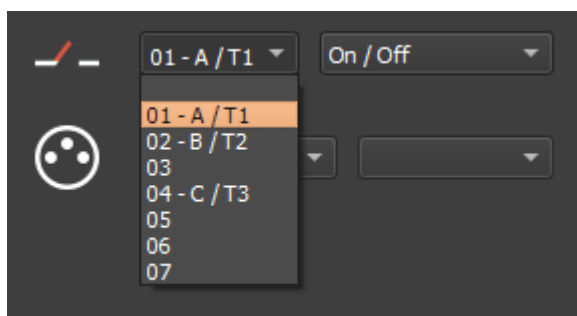 01 - A / T1 On / Off
01 - A / T1
02 - B / T2
03
04 - C / T3
05
06
07